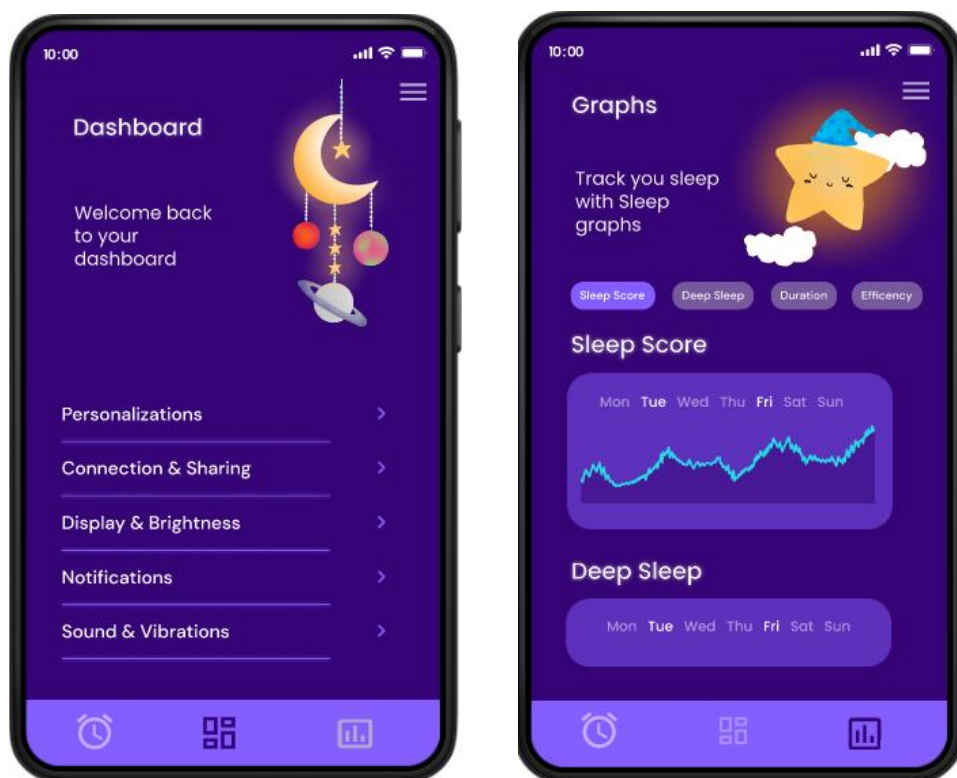 10:00
Dashboard
Welcome back
to your
dashboard
Personalizations
Connection & Sharing
Display & Brightness
Notifications
Sound & Vibrations
10:00
Graphs
Track you sleep
with Sleep
graphs
Sleep Score Deep Sleep Duration Efficency
Sleep Score
Mon Tue Wed Thu Fri Sat Sun
Deep Sleep
Mon Tue Wed Thu Fri Sat Sun